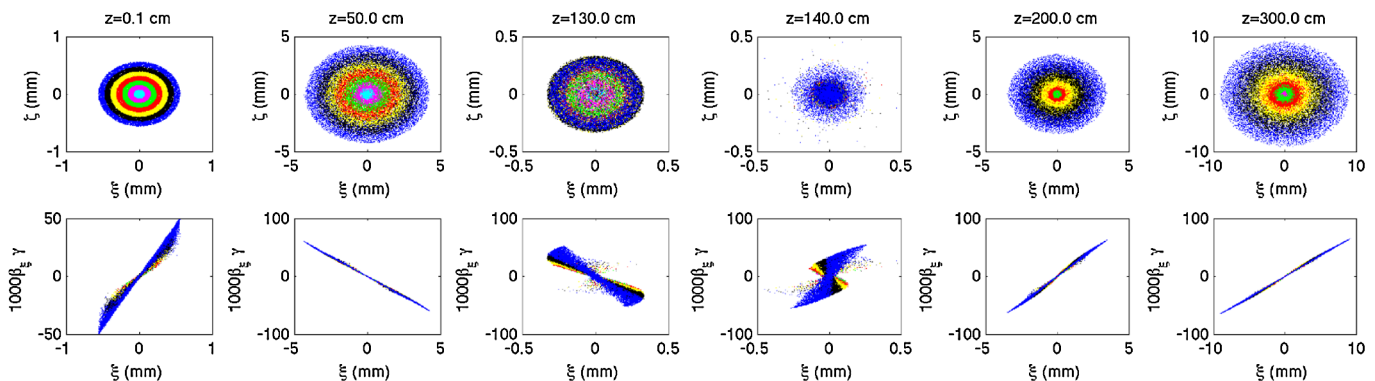 z=0.1 cm z=50.0 cm z=130.0 cm z=140.0 cm z=200.0 cm z=300.0 cm
1 5 0.5 0.5 5 10
ζ (mm) ζ (mm) ζ (mm) ζ (mm) ζ (mm) ζ (mm)
0 0 0 0 0 0
-1 -5 -0.5 -0.5 -5 -10
-1 0 1 -5 0 5 -0.5 0 0.5 -0.5 0 0.5 -5 0 5 -10 0 10
ξ (mm) ξ (mm) ξ (mm) ξ (mm) ξ (mm) ξ (mm)
50 100 100 100 100 100
1000βξ γ 1000βξ γ 1000βξ γ 1000βξ γ 1000βξ γ 1000βξ γ
0 0 0 0 0 0
-50 -100 -100 -100 -100 -100
-1 0 1 -5 0 5 -0.5 0 0.5 -0.5 0 0.5 -5 0 5 -10 0 10
ξ (mm) ξ (mm) ξ (mm) ξ (mm) ξ (mm) ξ (mm)